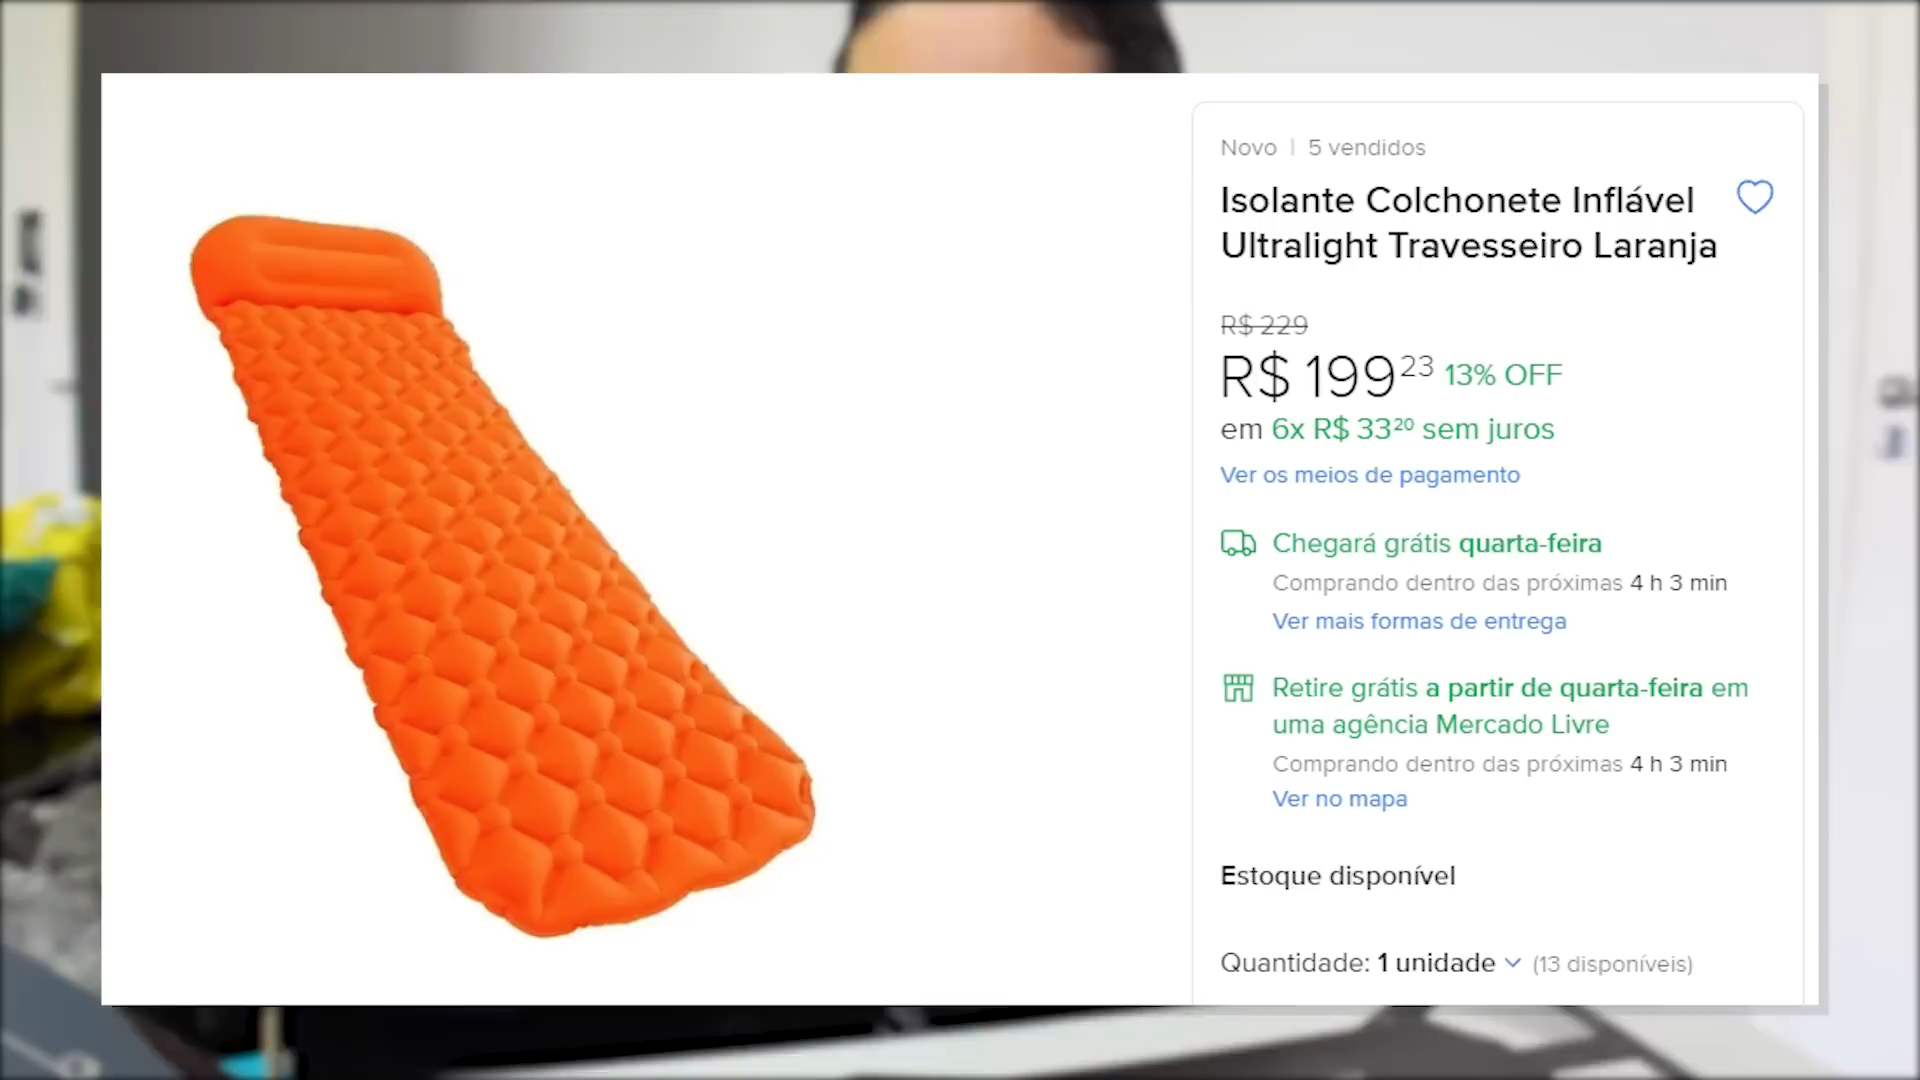 Novo | 5 vendidos
Isolante Colchonete Inflável
Ultralight Travesseiro Laranja
R$ 229
R$ 199 23 13% OFF
em 6x R$ 33 20 sem juros
Ver os meios de pagamento
Chegará grátis quarta-feira
Comprando dentro das próximas 4 h 3 min
Ver mais formas de entrega
Retire grátis a partir de quarta-feira em
uma agência Mercado Livre
Comprando dentro das próximas 4 h 3 min
Ver no mapa
Estoque disponível
Quantidade: 1 unidade (13 disponíveis)